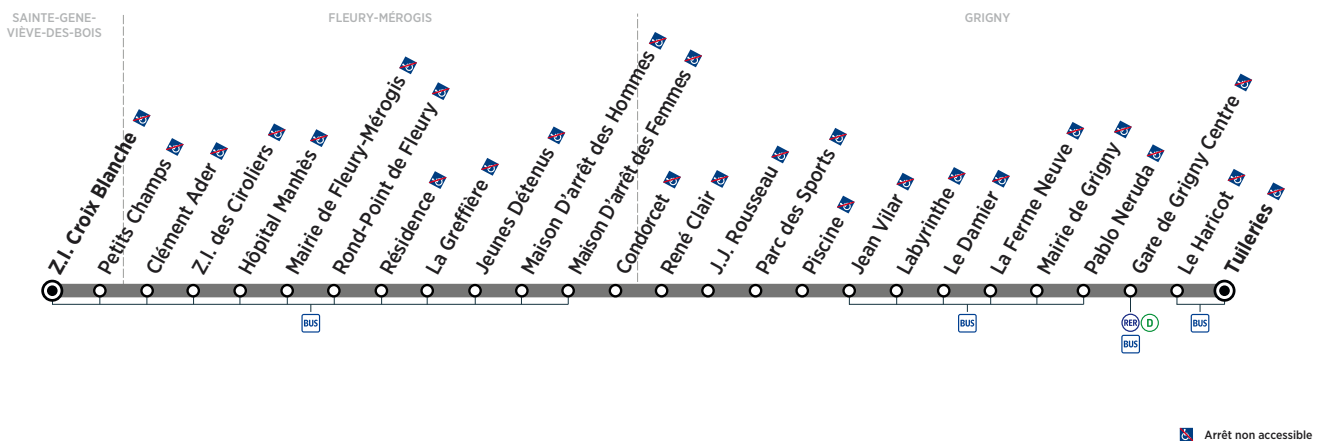 SAINTE-GENE-
VIÈVE-DES-BOIS
FLEURY-MÉROGIS
GRIGNY
Z.I. Croix Blanche
Petits Champs
Clément Ader
Z.I. des Ciroliers
Hôpital Manhès
Mairie de Fleury-Mérogis
Rond-Point de Fleury
Résidence
La Greffière
Jeunes Détenus
Maison D'arrêt des Hommes
Maison D'arrêt des Femmes
Condorcet
René Clair
J.J. Rousseau
Parc des Sports
Piscine
Jean Vilar
Labyrinthe
Le Damier
La Ferme Neuve
Mairie de Grigny
Pablo Neruda
Gare de Grigny Centre
Le Haricot
Tuileries
BUS
BUS
RER D
BUS
BUS
Arrêt non accessible